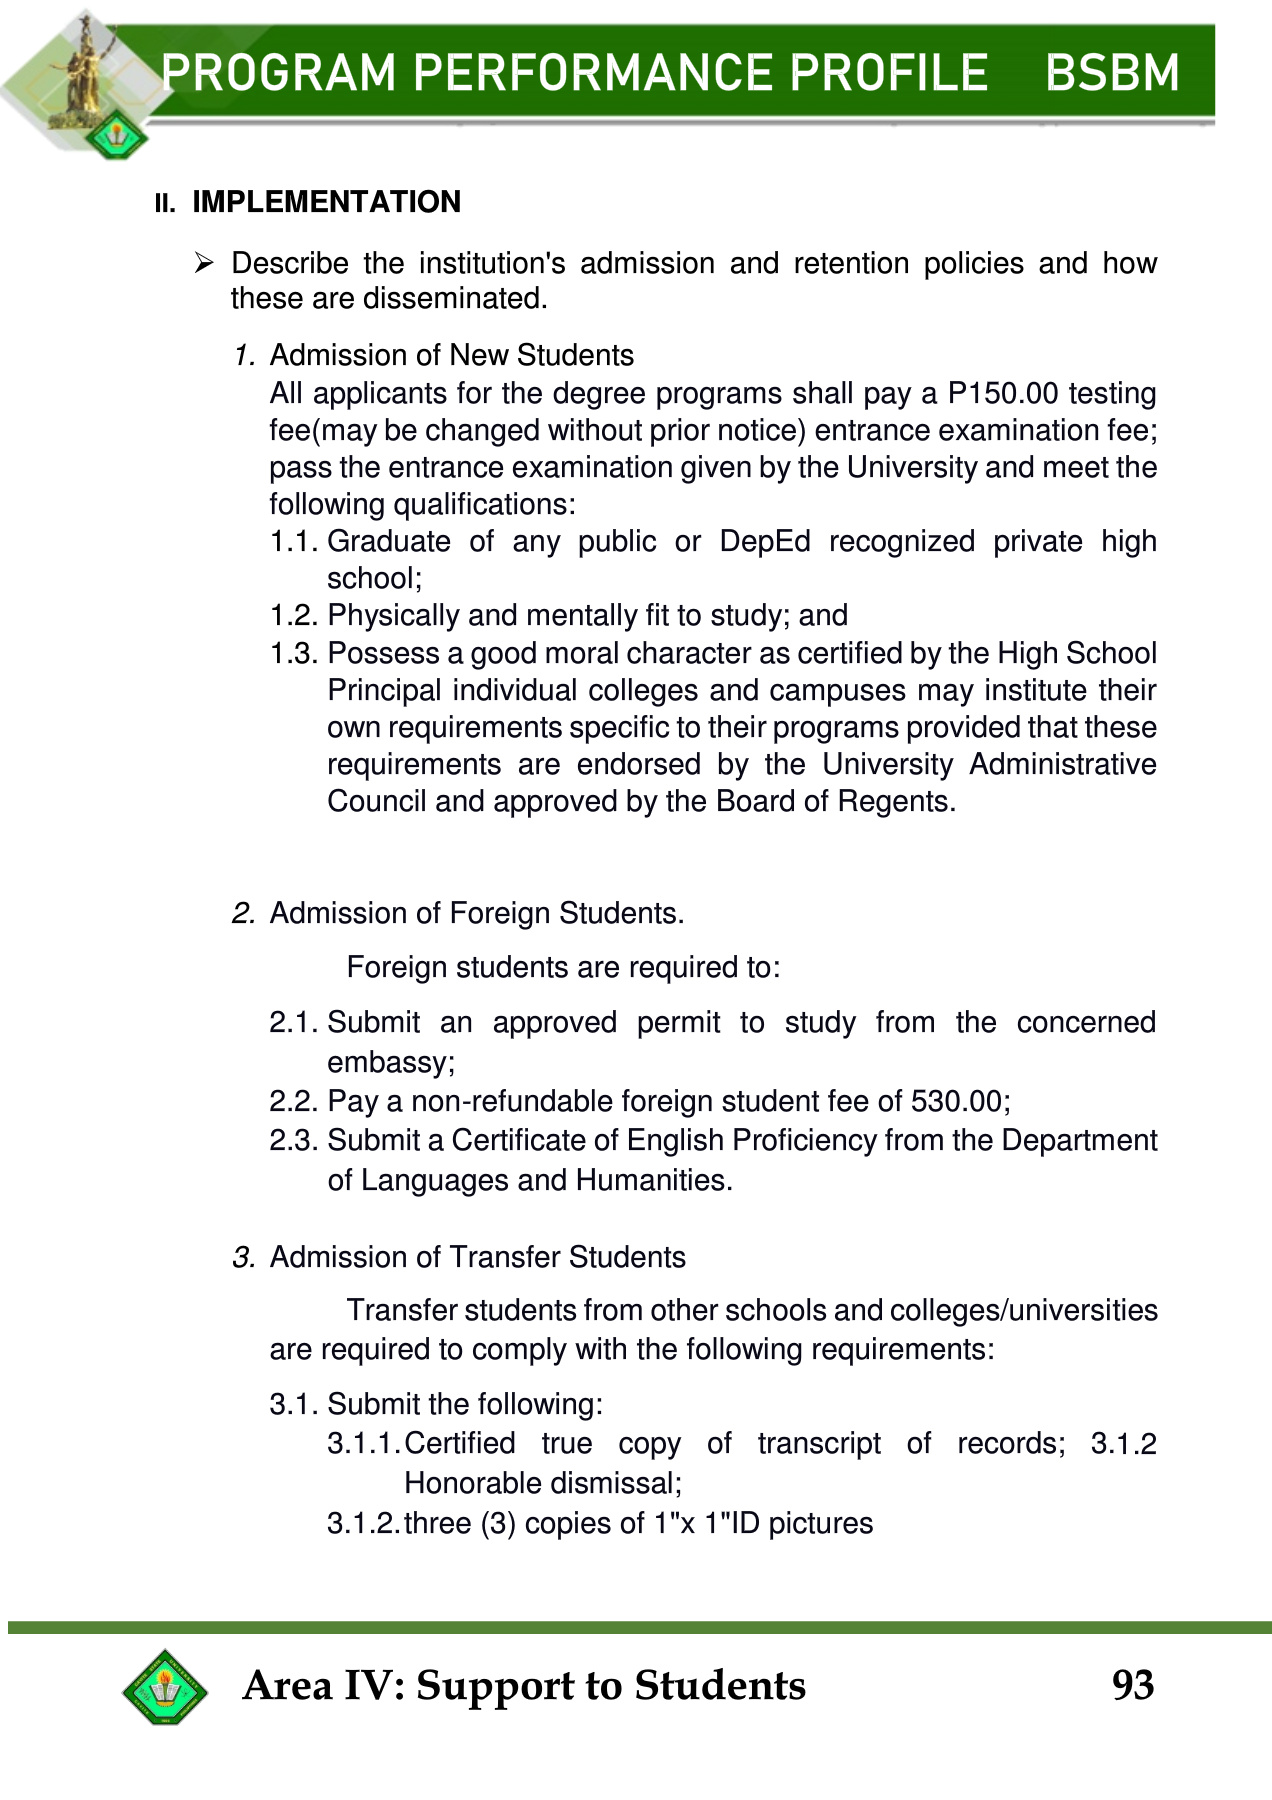 PROGRAM PERFORMANCE PROFILE BSBM
II. IMPLEMENTATION
➢ Describe the institution's admission and retention policies and how
these are disseminated.
1. Admission of New Students
All applicants for the degree programs shall pay a P150.00 testing
fee(may be changed without prior notice) entrance examination fee;
pass the entrance examination given by the University and meet the
following qualifications:
1.1. Graduate of any public or DepEd recognized private high
school;
1.2. Physically and mentally fit to study; and
1.3. Possess a good moral character as certified by the High School
Principal individual colleges and campuses may institute their
own requirements specific to their programs provided that these
requirements are endorsed by the University Administrative
Council and approved by the Board of Regents.
2. Admission of Foreign Students.
Foreign students are required to:
2.1. Submit an approved permit to study from the concerned
embassy;
2.2. Pay a non-refundable foreign student fee of 530.00;
2.3. Submit a Certificate of English Proficiency from the Department
of Languages and Humanities.
3. Admission of Transfer Students
Transfer students from other schools and colleges/universities
are required to comply with the following requirements:
3.1. Submit the following:
3.1.1.Certified true copy of transcript of records; 3.1.2
Honorable dismissal;
3.1.2.three (3) copies of 1"x 1"ID pictures
Area IV: Support to Students 93